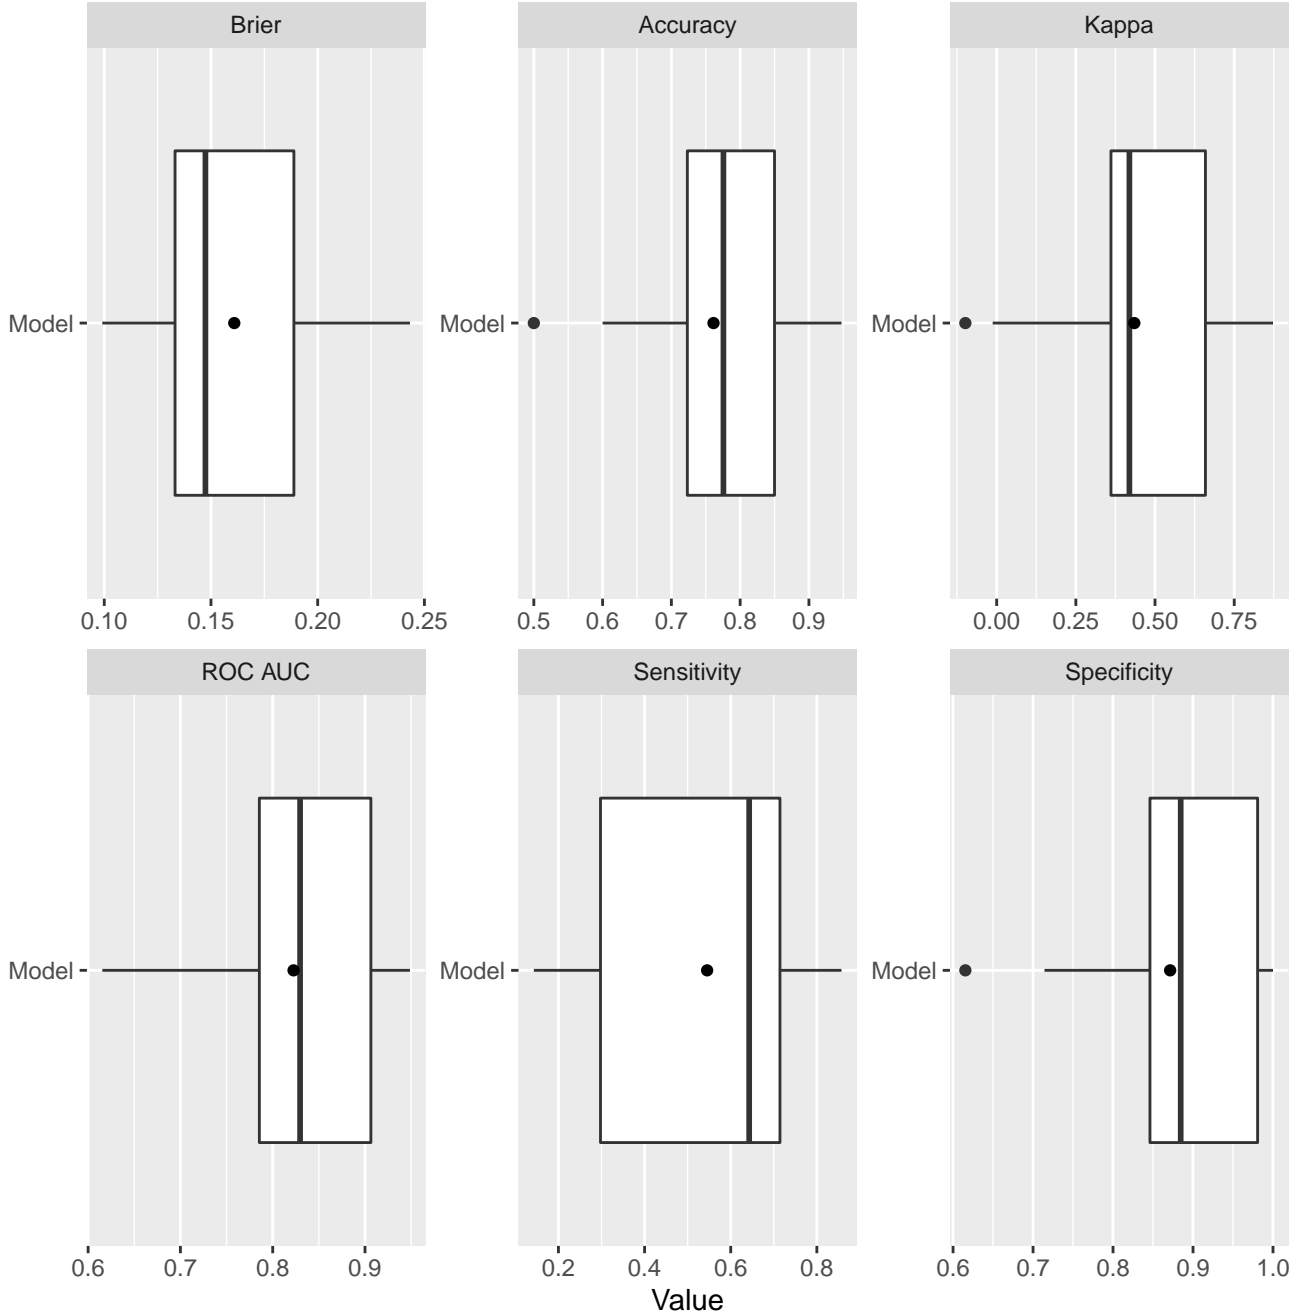 Brier Accuracy Kappa
Model Model Model
0.10 0.15 0.20 0.25 0.5 0.6 0.7 0.8 0.9 0.00 0.25 0.50 0.75
ROC AUC Sensitivity Specificity
Model Model Model
0.6 0.7 0.8 0.9 0.2 0.4 0.6 0.8 0.6 0.7 0.8 0.9 1.0
Value